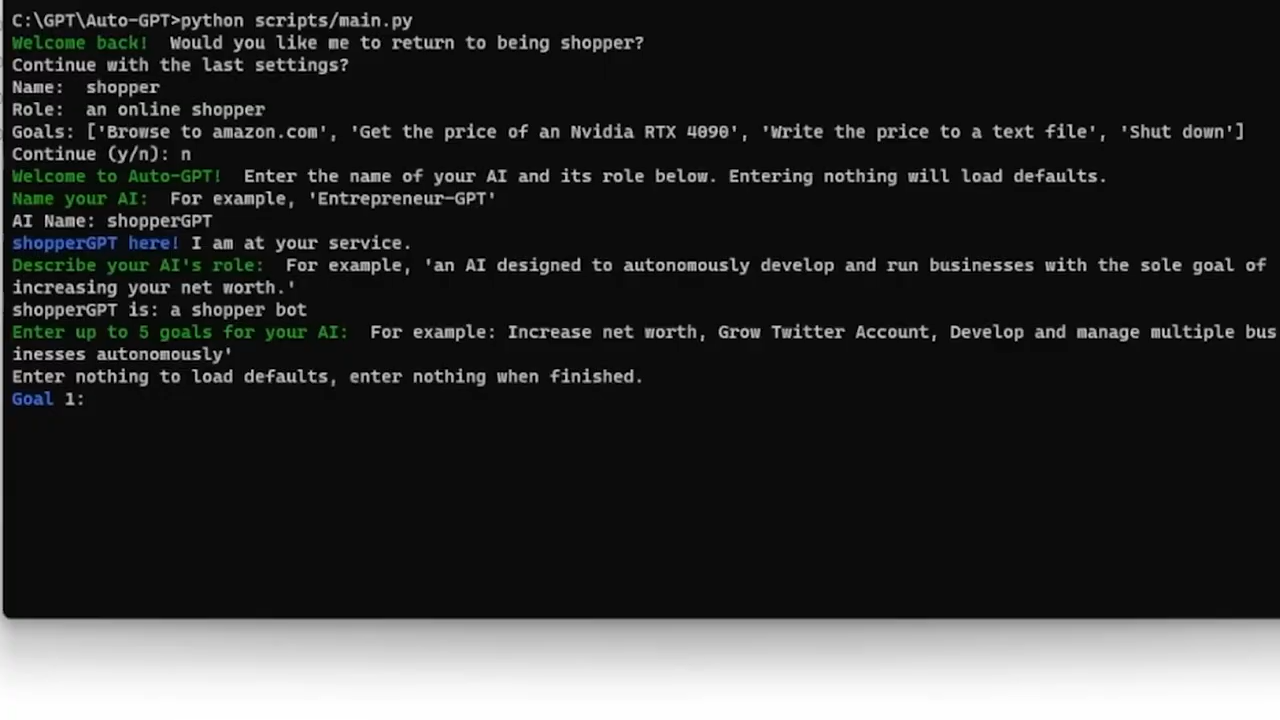 C:\GPT\Auto-GPT>python scripts/main.py
Welcome back!  Would you like me to return to being shopper?
Continue with the last settings?
Name:  shopper
Role:  an online shopper
Goals: ['Browse to amazon.com', 'Get the price of an Nvidia RTX 4090', 'Write the price to a text file', 'Shut down']
Continue (y/n): n
Welcome to Auto-GPT!  Enter the name of your AI and its role below. Entering nothing will load defaults.
Name your AI:  For example, 'Entrepreneur-GPT'
AI Name: shopperGPT
shopperGPT here! I am at your service.
Describe your AI's role:  For example, 'an AI designed to autonomously develop and run businesses with the sole goal of
increasing your net worth.'
shopperGPT is: a shopper bot
Enter up to 5 goals for your AI:  For example: Increase net worth, Grow Twitter Account, Develop and manage multiple bus
inesses autonomously'
Enter nothing to load defaults, enter nothing when finished.
Goal 1: